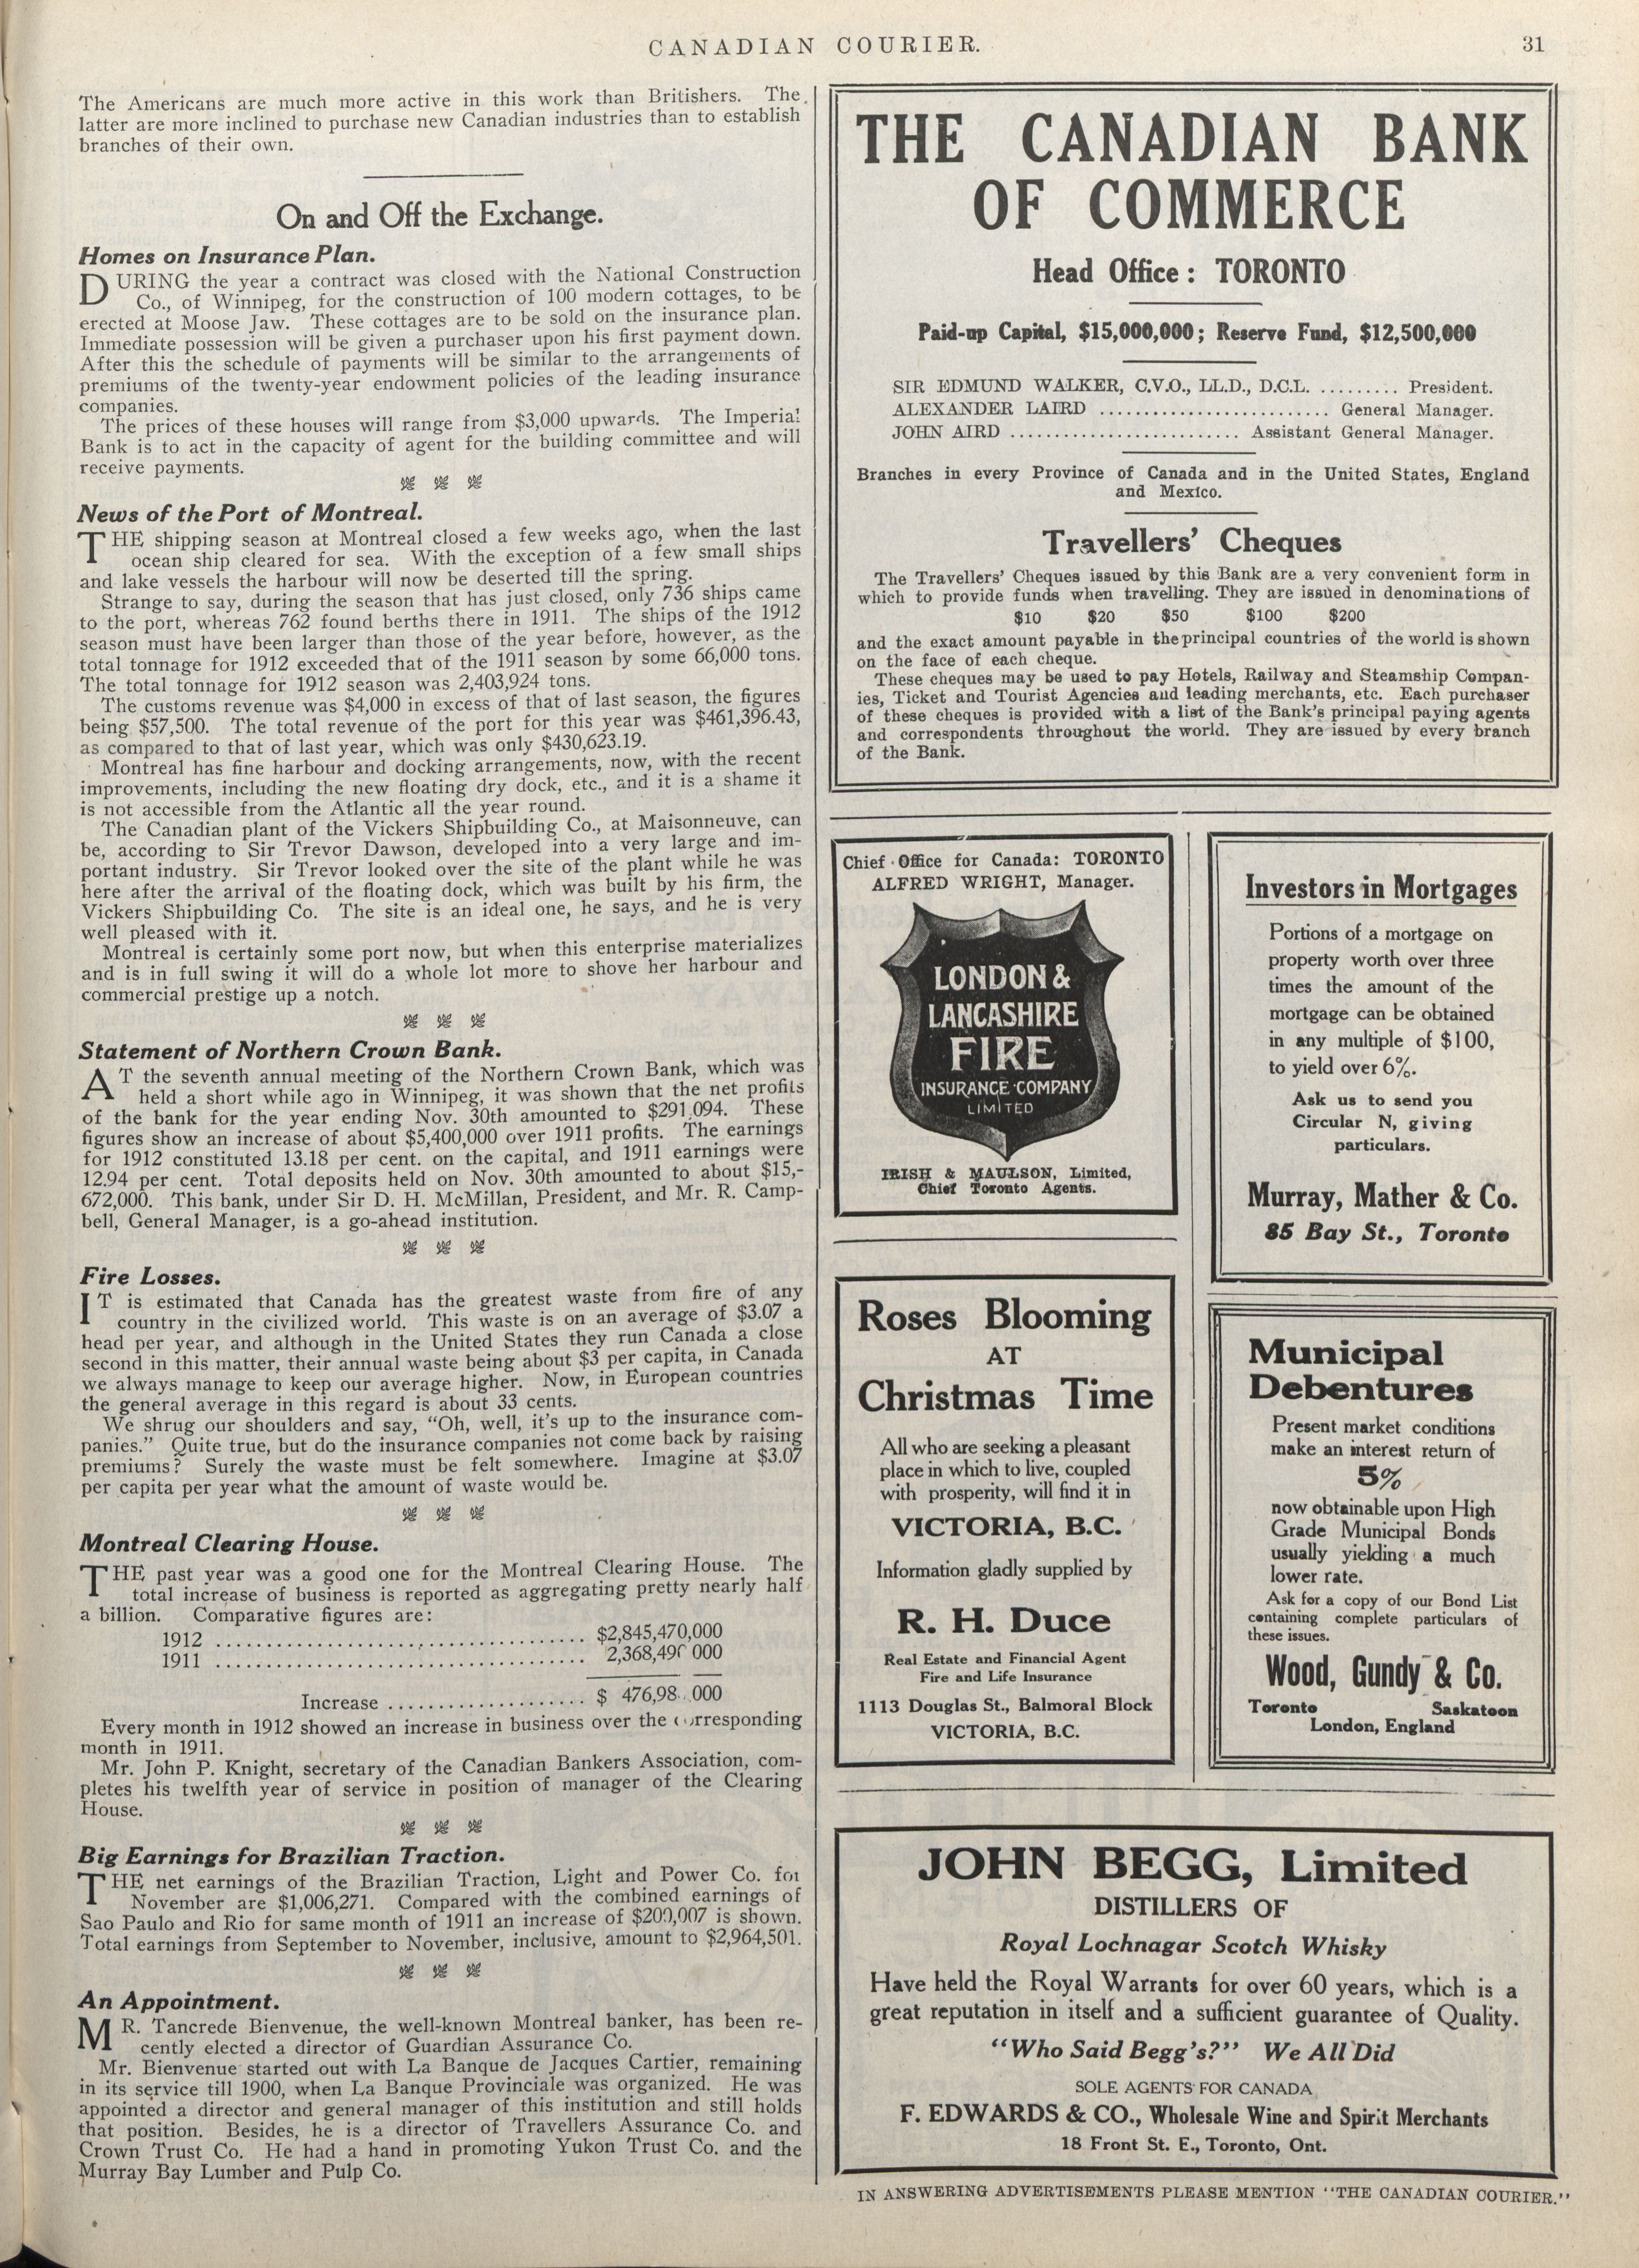 CANADIAN COURIER.
31
The Americans are much more active in this work than Britishers. The
latter are more inclined to purchase new Canadian industries than to establish
branches of their own.
On and Off the Exchange.
Homes on Insurance Plan.
DURING the year a contract was closed with the National Construction
Co., of Winnipeg, for the construction of 100 modern cottages, to be
erected at Moose Jaw. These cottages are to be sold on the insurance plan.
Immediate possession will be given a purchaser upon his first payment down.
After this the schedule of payments will be similar to the arrangements of
premiums of the twenty-year endowment policies of the leading insurance
companies.
The prices of these houses will range from $3,000 upwards. The Imperial
Bank is to act in the capacity of agent for the building committee and will
receive payments.
News of the Port of Montreal.
THE shipping season at Montreal closed a few weeks ago, when the last
ocean ship cleared for sea. With the exception of a few small ships
and lake vessels the harbour will now be deserted till the spring.
Strange to say, during the season that has just closed, only 736 ships came
to the port, whereas 762 found berths there in 1911. The ships of the 1912
season must have been larger than those of the year before, however, as the
total tonnage for 1912 exceeded that of the 1911 season by some 66,000 tons.
The total tonnage for 1912 season was 2,403,924 tons.
The customs revenue was $4,000 in excess of that of last season, the figures
being $57,500. The total revenue of the port for this year was $461,396.43,
as compared to that of last year, which was only $430,623.19.
Montreal has fine harbour and docking arrangements, now, with the recent
improvements, including the new floating dry dock, etc., and it is a shame it
is not accessible from the Atlantic all the year round.
The Canadian plant of the Vickers Shipbuilding Co., at Maisonneuve, can
be, according to Sir Trevor Dawson, developed into a very large and im-
portant industry. Sir Trevor looked over the site of the plant while he was
here after the arrival of the floating dock, which was built by his firm, the
Vickers Shipbuilding Co. The site is an ideal one, he says, and he is very
well pleased with it.
Montreal is certainly some port now, but when this enterprise materializes
and is in full swing it will do a whole lot more to shove her harbour and
commercial prestige up a notch.
Statement of Northern Crown Bank.
AT the seventh annual meeting of the Northern Crown Bank, which was
held a short while ago in Winnipeg, it was shown that the net profits
of the bank for the year ending Nov. 30th amounted to $291,094. These
figures show an increase of about $5,400,000 over 1911 profits. The earnings
for 1912 constituted 13.18 per cent. on the capital, and 1911 earnings were
12.94 per cent. Total deposits held on Nov. 30th amounted to about $15,-
672,000. This bank, under Sir D. H. McMillan, President, and Mr. R. Camp-
bell, General Manager, is a go-ahead institution.
Fire Losses.
IT is estimated that Canada has the greatest waste from fire of any
country in the civilized world. This waste is on an average of $3.07 a
head per year, and although in the United States they run Canada a close
second in this matter, their annual waste being about $3 per capita, in Canada
we always manage to keep our average higher. Now, in European countries
the general average in this regard is about 33 cents.
We shrug our shoulders and say, "Oh, well, it's up to the insurance com-
panies." Quite true, but do the insurance companies not come back by raising
premiums? Surely the waste must be felt somewhere. Imagine at $3.07
per capita per year what the amount of waste would be.
Montreal Clearing House.
THE past year was a good one for the Montreal Clearing House. The
total increase of business is reported as aggregating pretty nearly half
a billion. Comparative figures are:
1912 .................................... $2,845,470,000
1911 .................................... 2,368,49 000
Increase ..................... $ 476,98 ,000
Every month in 1912 showed an increase in business over the corresponding
month in 1911.
Mr. John P. Knight, secretary of the Canadian Bankers Association, com-
pletes his twelfth year of service in position of manager of the Clearing
House.
Big Earnings for Brazilian Traction.
THE net earnings of the Brazilian Traction, Light and Power Co. for
November are $1,006,271. Compared with the combined earnings of
Sao Paulo and Rio for same month of 1911 an increase of $200,007 is shown.
Total earnings from September to November, inclusive, amount to $2,964,501.
An Appointment.
MR. Tancrede Bienvenue, the well-known Montreal banker, has been re-
cently elected a director of Guardian Assurance Co.
Mr. Bienvenue started out with La Banque de Jacques Cartier, remaining
in its service till 1900, when La Banque Provinciale was organized. He was
appointed a director and general manager of this institution and still holds
that position. Besides, he is a director of Travellers Assurance Co. and
Crown Trust Co. He had a hand in promoting Yukon Trust Co. and the
Murray Bay Lumber and Pulp Co.
THE CANADIAN BANK
OF COMMERCE
Head Office: TORONTO
Paid-up Capital, $15,000,000; Reserve Fund, $12,500,000
SIR EDMUND WALKER, C.V.O., LL.D., D.C.L. ......... President.
ALEXANDER LAIRD ......................... General Manager.
JOHN AIRD ......................... Assistant General Manager.
Branches in every Province of Canada and in the United States, England
and Mexico.
Travellers' Cheques
The Travellers' Cheques issued by this Bank are a very convenient form in
which to provide funds when travelling. They are issued in denominations of
$10 $20 $50 $100 $200
and the exact amount payable in the principal countries of the world is shown
on the face of each cheque.
These cheques may be used to pay Hotels, Railway and Steamship Compan-
ies, Ticket and Tourist Agencies and leading merchants, etc. Each purchaser
of these cheques is provided with a list of the Bank's principal paying agents
and correspondents throughout the world. They are issued by every branch
of the Bank.
Chief Office for Canada: TORONTO
ALFRED WRIGHT, Manager.
LONDON &
LANCASHIRE
FIRE
INSURANCE COMPANY
LIMITED
IRISH & MAULSON, Limited,
Chief Toronto Agents.
Investors in Mortgages
Portions of a mortgage on
property worth over three
times the amount of the
mortgage can be obtained
in any multiple of $100,
to yield over 6%.
Ask us to send you
Circular N, giving
particulars.
Murray, Mather & Co.
85 Bay St., Toronto
Roses Blooming
AT
Christmas Time
All who are seeking a pleasant
place in which to live, coupled
with prosperity, will find it in
VICTORIA, B.C.
Information gladly supplied by
R. H. Duce
Real Estate and Financial Agent
Fire and Life Insurance
1113 Douglas St., Balmoral Block
VICTORIA, B.C.
Municipal
Debentures
Present market conditions
make an interest return of
5%
now obtainable upon High
Grade Municipal Bonds
usually yielding a much
lower rate.
Ask for a copy of our Bond List
containing complete particulars of
these issues.
Wood, Gundy & Co.
Toronto Saskatoon
London, England
JOHN BEGG, Limited
DISTILLERS OF
Royal Lochnagar Scotch Whisky
Have held the Royal Warrants for over 60 years, which is a
great reputation in itself and a sufficient guarantee of Quality.
"Who Said Begg's?" We All Did
SOLE AGENTS FOR CANADA
F. EDWARDS & CO., Wholesale Wine and Spirit Merchants
18 Front St. E., Toronto, Ont.
IN ANSWERING ADVERTISEMENTS PLEASE MENTION "THE CANADIAN COURIER."